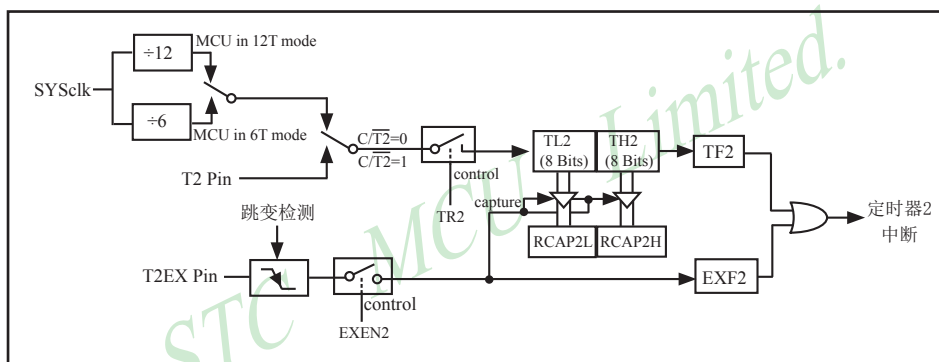 ÷12
MCU in 12T mode
SYSclk
÷6
MCU in 6T mode
C/T2=0
C/T2=1
T2 Pin
control
TR2
TL2
(8 Bits)
TH2
(8 Bits)
TF2
capture
RCAP2L
RCAP2H
定时器2
中断
跳变检测
T2EX Pin
control
EXEN2
EXF2
STC MCU Limited.